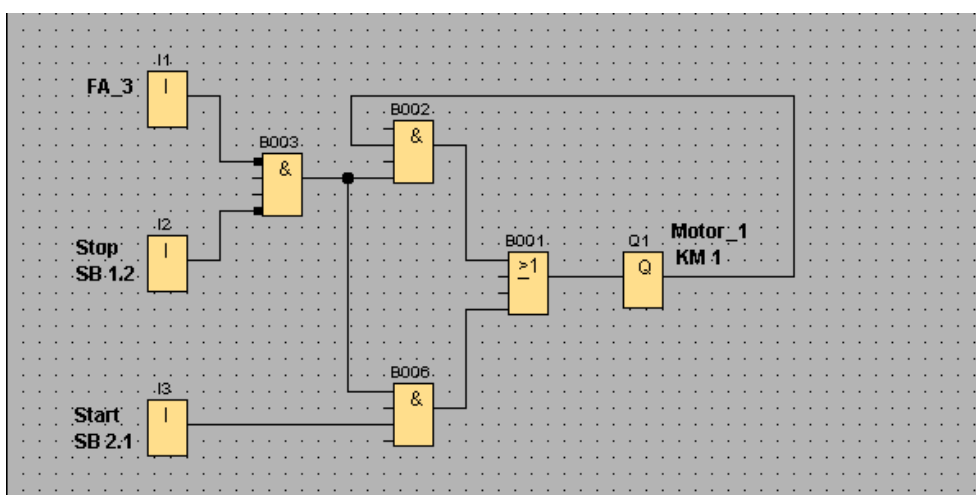 I1
FA_3
I
B003
&
B002
&
I2
Stop
SB 1.2
I
B001
>1
Q1
Q
Motor_1
KM 1
I3
Start
SB 2.1
I
B006
&